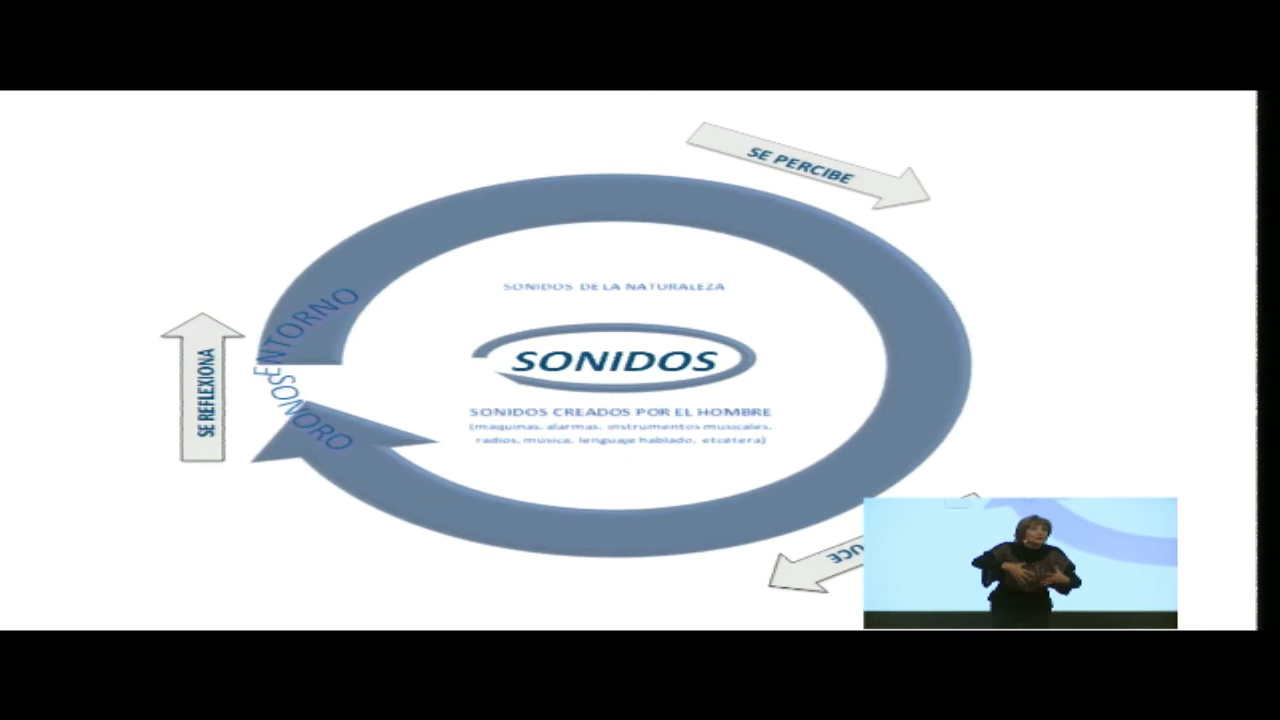 SE PERCIBE
SONIDOS DE LA NATURALEZA
ENTORNO
SONORO
SE REFLEXIONA
SONIDOS
SONIDOS CREADOS POR EL HOMBRE
(maquinas, alarmas, instrumentos musicales,
radios, musica, lenguaje hablado, etcétera)